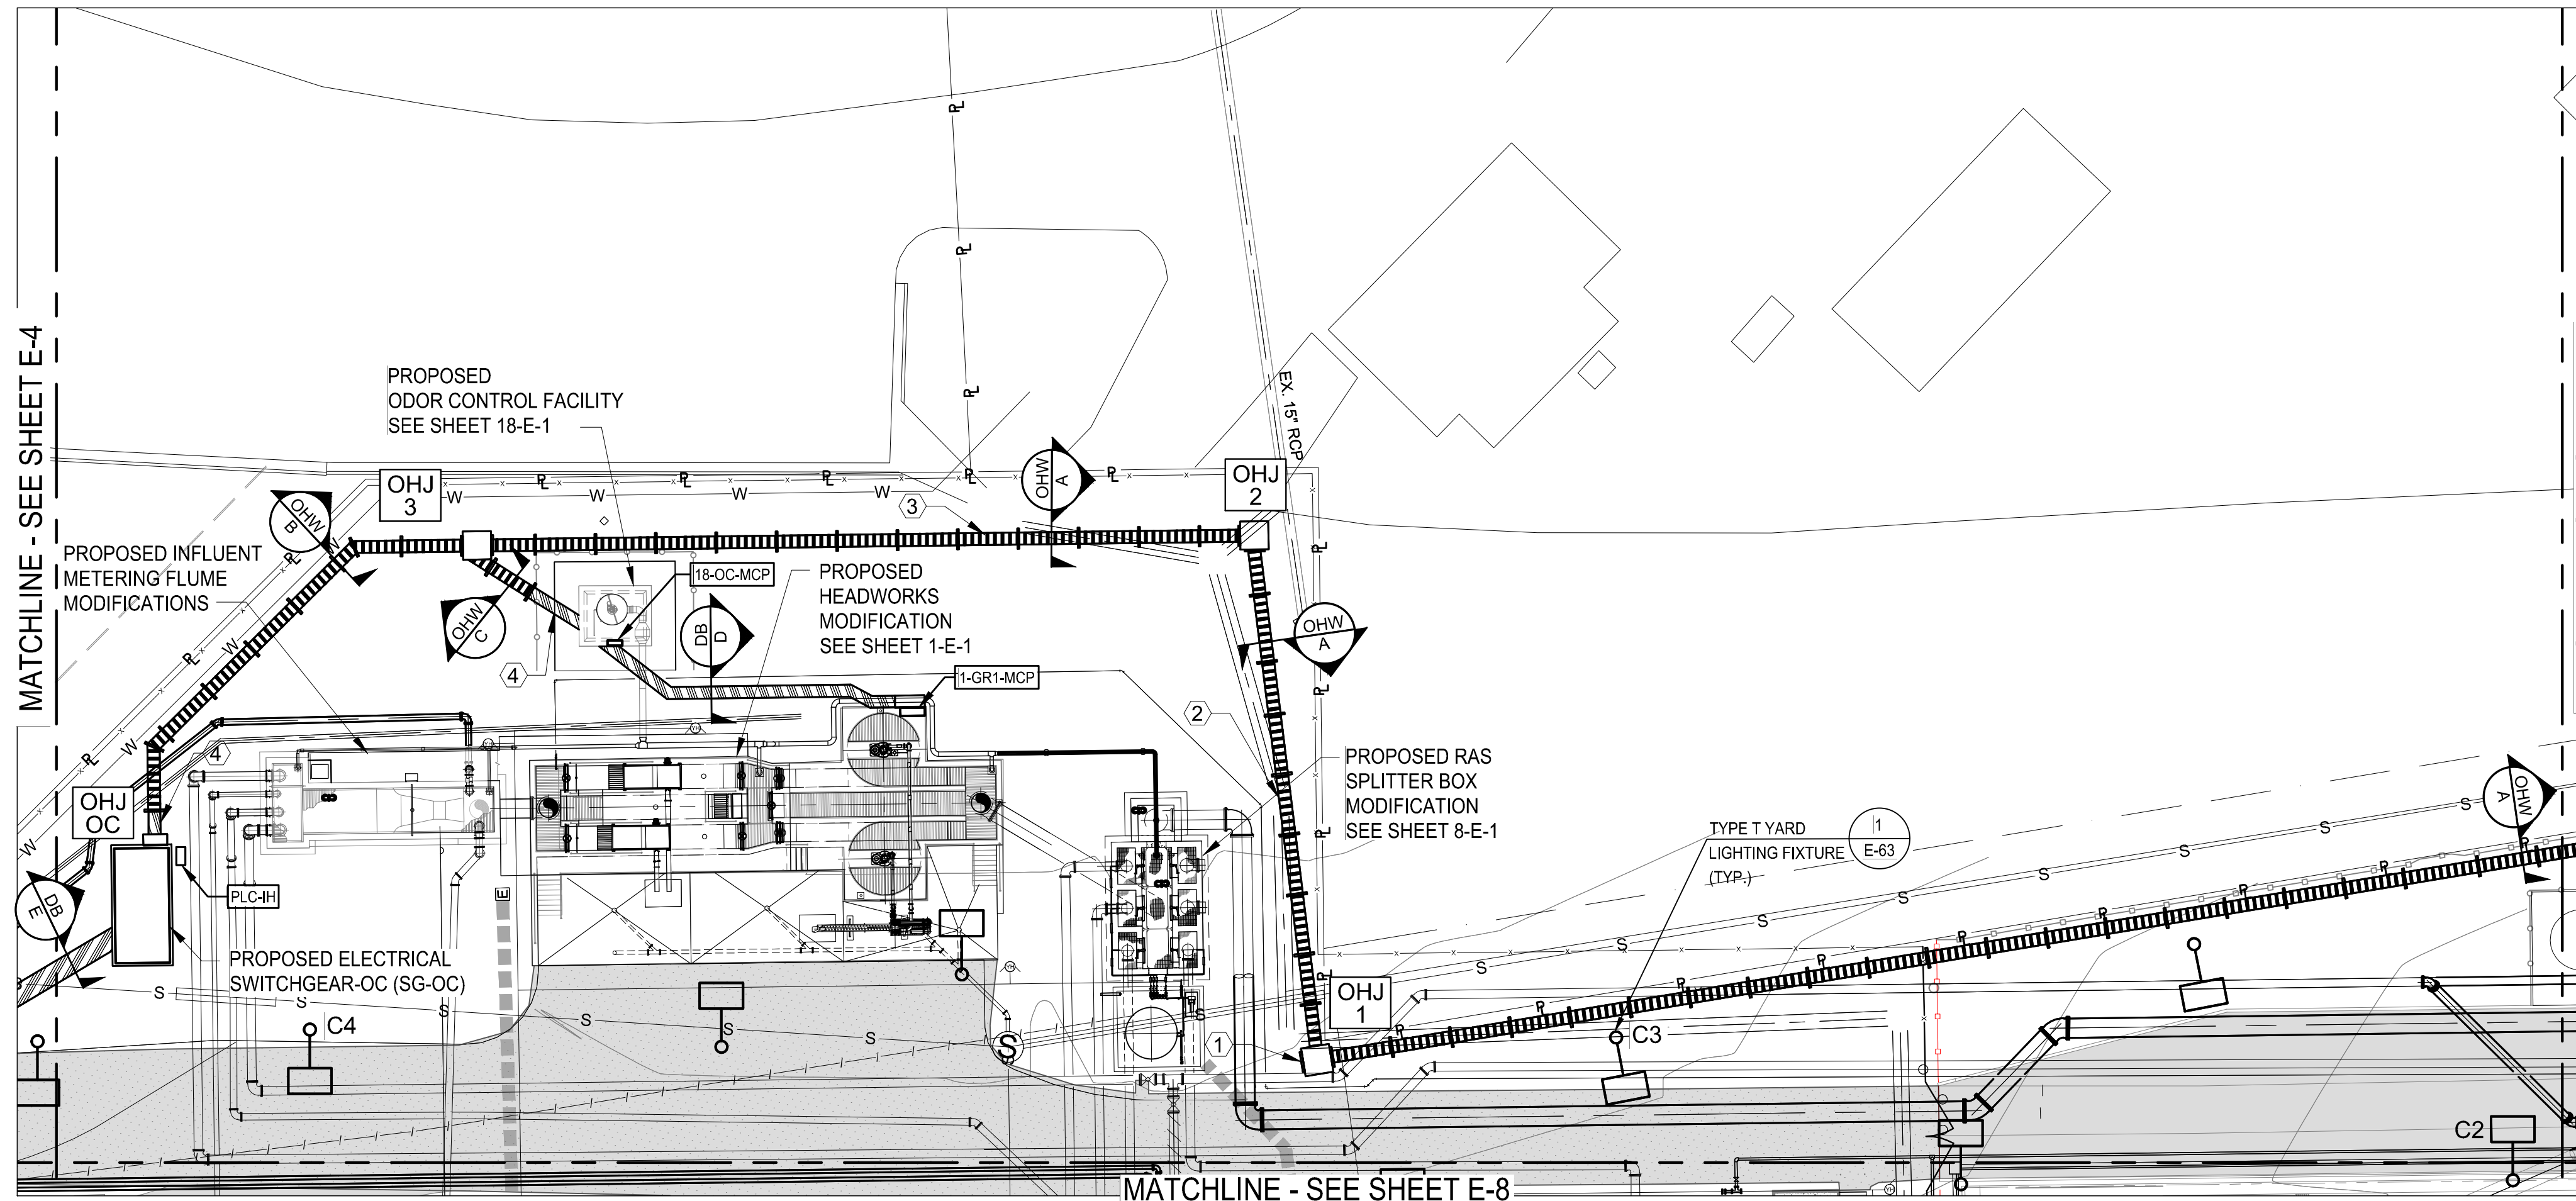 MATCHLINE - SEE SHEET E-4
PROPOSED
ODOR CONTROL FACILITY
SEE SHEET 18-E-1
EX. 15" RCP
OHJ
3
OHW
A
OHJ
2
3
OHW
B
PROPOSED INFLUENT
METERING FLUME
MODIFICATIONS
18-OC-MCP
PROPOSED
HEADWORKS
MODIFICATION
SEE SHEET 1-E-1
OHW
C
DB
D
OHW
A
4
1-GR1-MCP
2
4
PROPOSED RAS
SPLITTER BOX
MODIFICATION
SEE SHEET 8-E-1
OHJ
OC
OHW
A
TYPE T YARD
LIGHTING FIXTURE
(TYP.)
1
E-63
PLC-IH
E
DB
E
PROPOSED ELECTRICAL
SWITCHGEAR-OC (SG-OC)
OHJ
1
C4
S
1
C3
C2
MATCHLINE - SEE SHEET E-8